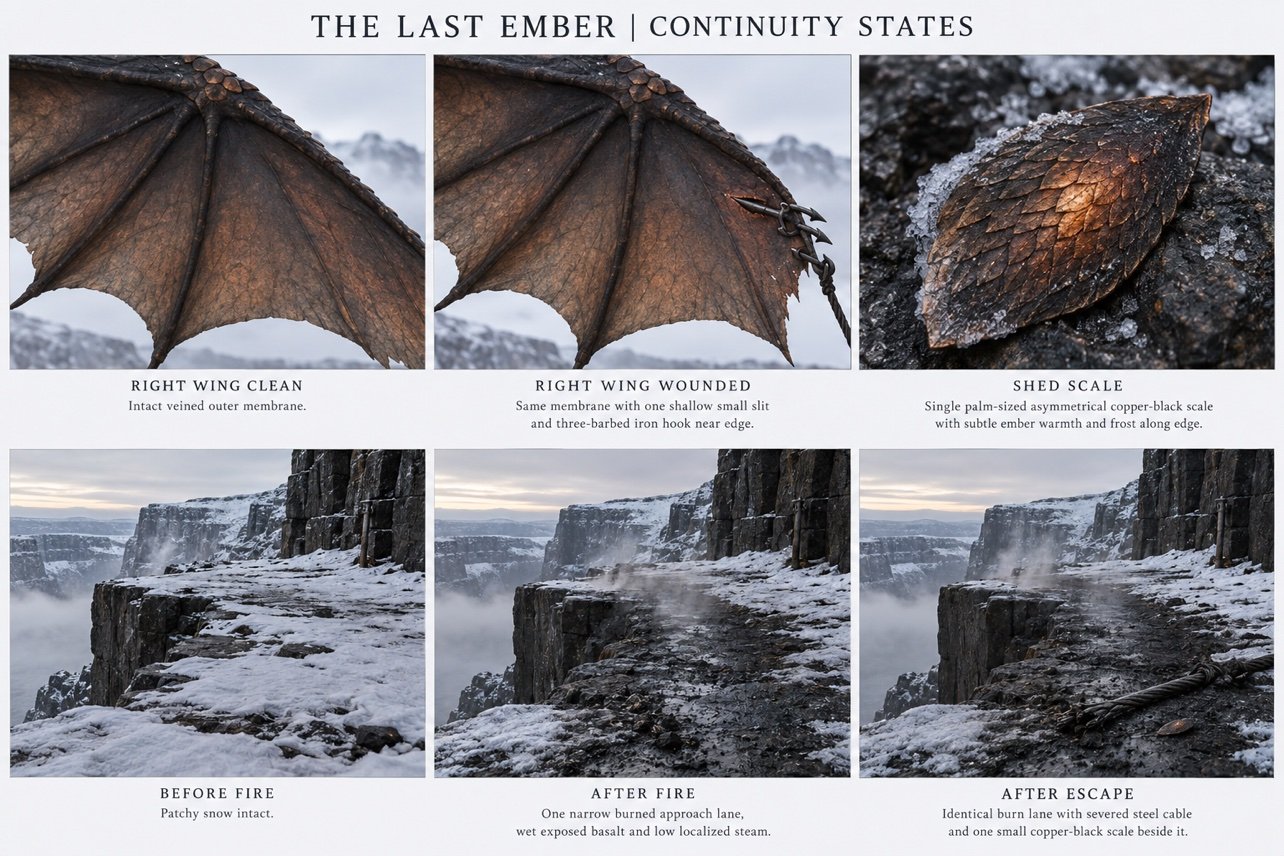 THE LAST EMBER | CONTINUITY STATES
RIGHT WING CLEAN
Intact veined outer membrane.
RIGHT WING WOUNDED
Same membrane with one shallow small slit
and three-barbed iron hook near edge.
SHED SCALE
Single palm-sized asymmetrical copper-black scale
with subtle ember warmth and frost along edge.
BEFORE FIRE
Patchy snow intact.
AFTER FIRE
One narrow burned approach lane,
wet exposed basalt and low localized steam.
AFTER ESCAPE
Identical burn lane with severed steel cable
and one small copper-black scale beside it.